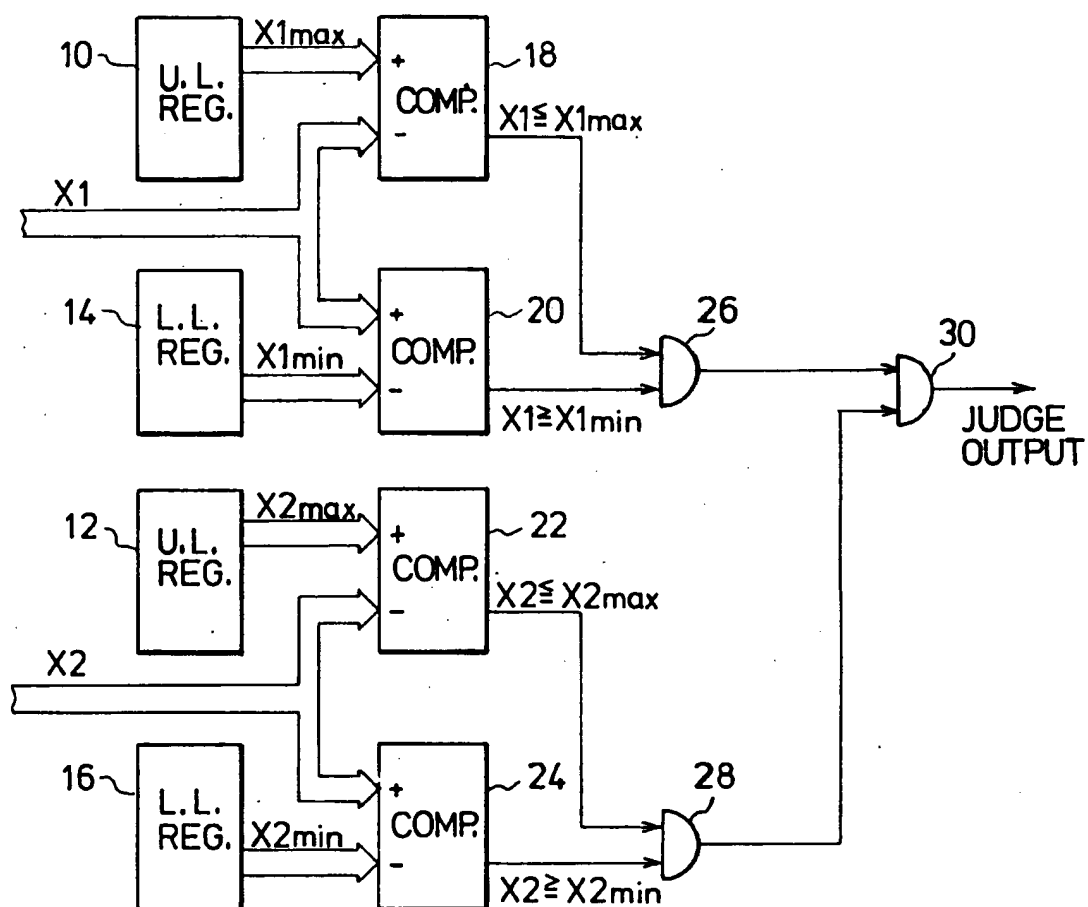 10
U.L.
REG.
X1max
+
COMP.
-
18
X1≦X1max
X1
14
L.L.
REG.
X1min
+
COMP.
-
20
X1≧X1min
26
30
JUDGE
OUTPUT
12
U.L.
REG.
X2max
+
COMP.
-
22
X2≦X2max
X2
16
L.L.
REG.
X2min
+
COMP.
-
24
X2≧X2min
28